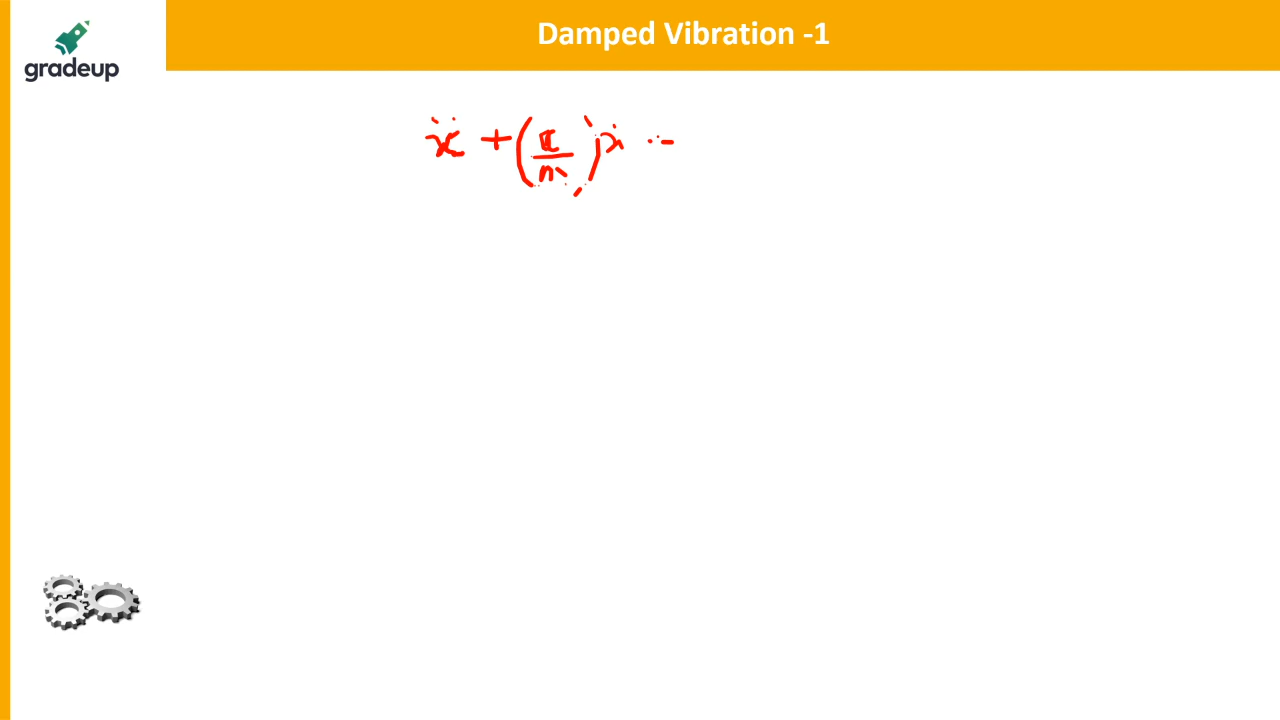 gradeup
Damped Vibration -1
ẍ + (